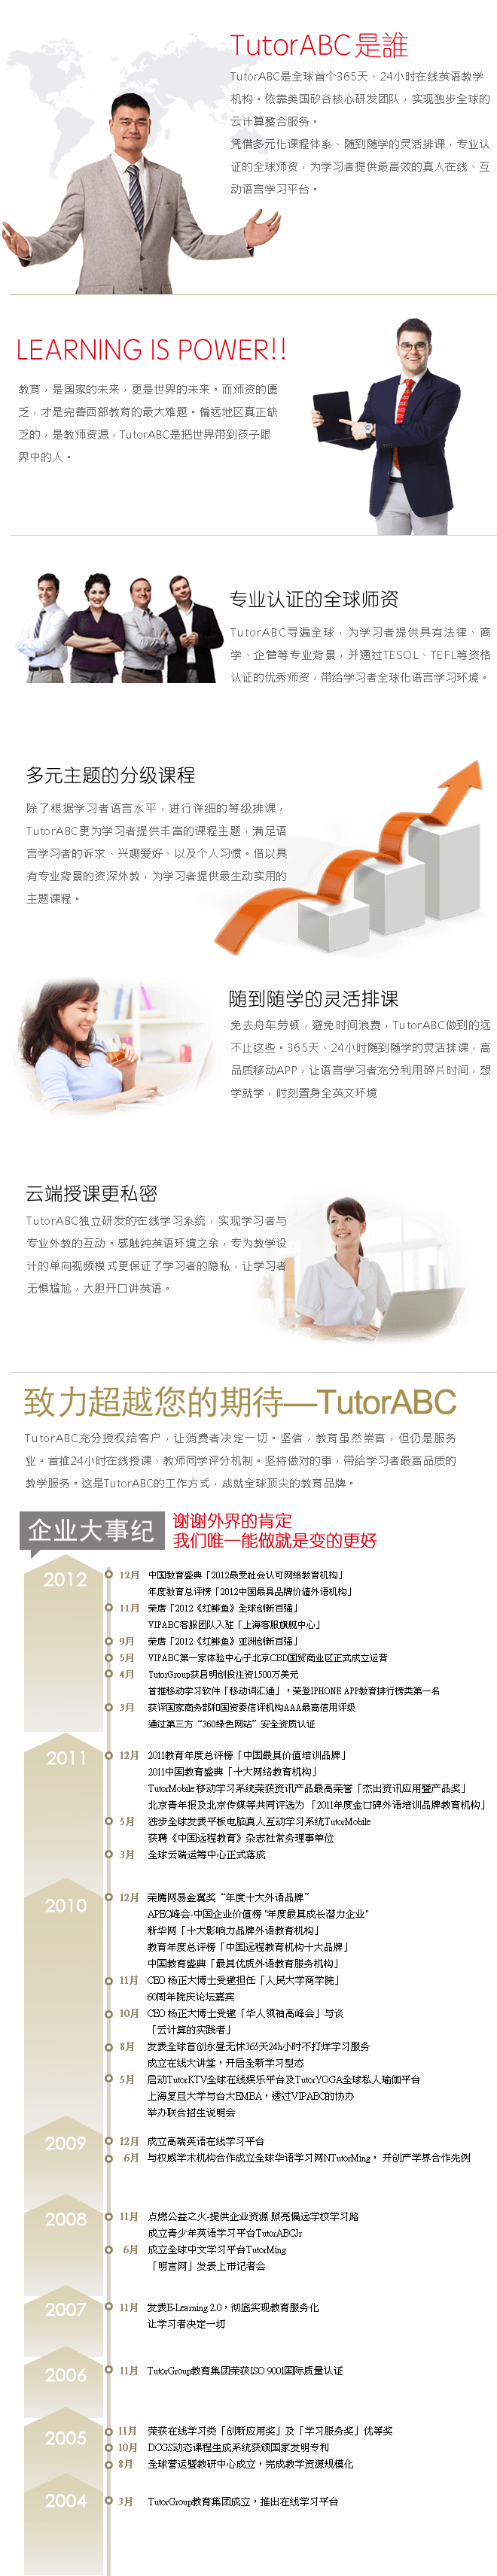 TutorABC 是誰
TutorABC是全球首个365天、24小时在线英语教学
机构。依靠美国矽谷核心研发团队，实现独步全球的
云计算整合服务。
凭借多元化课程体系、随到随学的灵活排课，专业认
证的全球师资，为学习者提供最高效的真人在线、互
动语言学习平台。
LEARNING IS POWER!!
教育，是国家的未来，更是世界的未来。而师资的匮
乏，才是完善西部教育的最大难题。偏远地区真正缺
乏的，是教师资源，TutorABC是把世界带到孩子眼
界中的人。
专业认证的全球师资
TutorABC寻遍全球，为学习者提供具有法律、商
学、企管等专业背景，并通过TESOL、TEFL等资格
认证的优秀师资，带给学习者全球化语言学习环境。
多元主题的分级课程
除了根据学习者语言水平，进行详细的等级排课，
TutorABC更为学习者提供丰富的课程主题，满足语
言学习者的诉求、兴趣爱好、以及个人习惯。借以具
有专业背景的资深外教，为学习者提供最生动实用的
主题课程。
随到随学的灵活排课
免去舟车劳顿，避免时间浪费，TutorABC做到的远
不止这些。365天、24小时随到随学的灵活排课，高
品质移动APP，让语言学习者充分利用碎片时间，想
学就学，时刻置身全英文环境
云端授课更私密
TutorABC独立研发的在线学习系统，实现学习者与
专业外教的互动。感触纯英语环境之余，专为教学设
计的单向视频模式更保证了学习者的隐私，让学习者
无惧尴尬，大胆开口讲英语。
致力超越您的期待—TutorABC
TutorABC充分授权给客户，让消费者决定一切。坚信，教育虽然崇高，但仍是服务
业。首推24小时在线授课、教师同学评分机制。坚持做对的事，带给学习者最高品质的
教学服务。这是TutorABC的工作方式，成就全球顶尖的教育品牌。
企业大事纪
谢谢外界的肯定
我们唯一能做就是变的更好
2012
12月 中国教育盛典「2012最受社会认可网络教育机构」
年度教育总评榜「2012中国最具品牌价值外语机构」
11月 荣膺「2012《红鲱鱼》全球创新百强」
VIPABC客服团队入驻「上海客服旗舰中心」
9月 荣膺「2012《红鲱鱼》亚洲创新百强」
5月 VIPABC第一家体验中心于北京CBD国贸商业区正式成立运营
4月 TutorGroup获启明创投注资1500万美元
首推移动学习软件「移动词汇通」，荣登IPHONE APP教育排行榜类第一名
3月 获评国家商务部和国资委信评机构AAA最高信用评级
通过第三方“360绿色网站”安全资质认证
2011
12月 2011教育年度总评榜「中国最具价值培训品牌」
2011中国教育盛典「十大网络教育机构」
TutorMobile 移动学习系统荣获资讯产品最高荣誉「杰出资讯应用暨产品奖」
北京青年报及北京传媒等共同评选为 「2011年度金口碑外语培训品牌教育机构」
5月 独步全球发表平板电脑真人互动学习系统TutorMobile
获聘《中国远程教育》杂志社常务理事单位
3月 全球云端运筹中心正式落成
2010
12月 荣膺网易金翼奖“年度十大外语品牌”
APEC峰会-中国企业价值榜 "年度最具成长潜力企业"
新华网「十大影响力品牌外语教育机构」
教育年度总评榜「中国远程教育机构十大品牌」
中国教育盛典「最具优质外语教育服务机构」
11月 CEO 杨正大博士受邀担任「人民大学商学院」
60周年院庆论坛嘉宾
10月 CEO 杨正大博士受邀「华人领袖高峰会」与谈
「云计算的实践者」
8月 发表全球首创永昼无休365天24h小时不打烊学习服务
成立在线大讲堂，开启全新学习型态
5月 启动TutorKTV全球在线娱乐平台及TutorYOGA全球私人瑜伽平台
上海复旦大学与台大EMBA，透过VIPABC的协办
举办联合招生说明会
2009
12月 成立高端英语在线学习平台
6月 与权威学术机构合作成立全球华语学习网NTutorMing， 开创产学界合作先例
2008
11月 点燃公益之火-提供企业资源 照亮偏远学校学习路
成立青少年英语学习平台TutorABCJr
6月 成立全球中文学习平台TutorMing
「明言网」发表上市记者会
2007
11月 发表E-Learning 2.0，彻底实现教育服务化
让学习者决定一切
2006
11月 TutorGroup教育集团荣获ISO 9001国际质量认证
2005
11月 荣获在线学习类「创新应用奖」及「学习服务奖」优等奖
10月 DCGS动态课程生成系统获颁国家发明专利
8月 全球营运暨教研中心成立，完成教学资源规模化
2004
3月 TutorGroup教育集团成立，推出在线学习平台